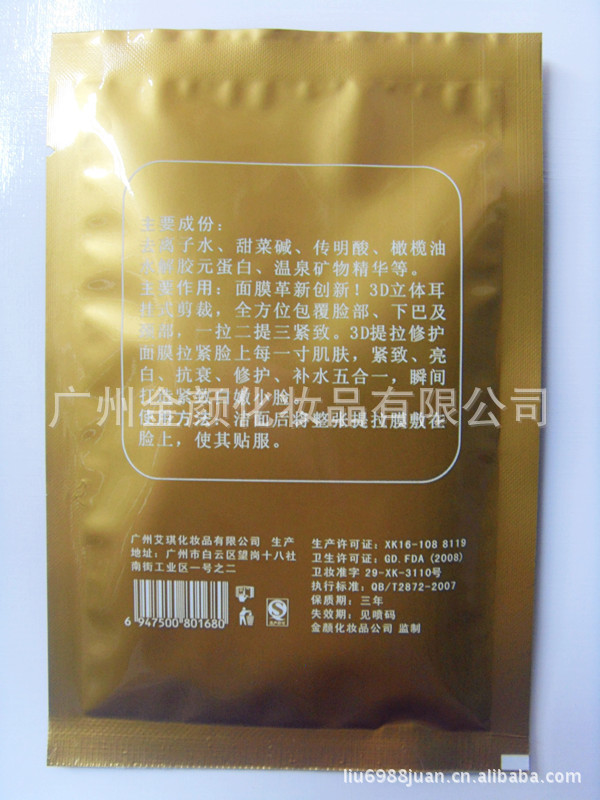 主要成份：
去离子水、甜菜碱、传明酸、橄榄油
水解胶元蛋白、温泉矿物精华等。
主要作用：面膜革新创新！3D立体耳
挂式剪裁，全方位包覆脸部、下巴及
颈部，一拉二提三紧致。3D提拉修护
面膜拉紧脸上每一寸肌肤，紧致、亮
白、抗衰、修护、补水五合一，瞬间
打造紧致嫩少脸。
广州金颜化妆品有限公司
使用方法：洁面后将整张提拉膜敷在
脸上，使其贴服。
广州艾琪化妆品有限公司 生产
地址：广州市白云区望岗十八社
南街工业区一号之二
生产许可证：XK16-108 8119
卫生许可证：GD.FDA (2008)
卫妆准字 29-XK-3110号
执行标准：QB/T2872-2007
保质期：三年
失效期：见喷码
金颜化妆品公司 监制
6 947500 801680
liu6988juan.cn.alibaba.com